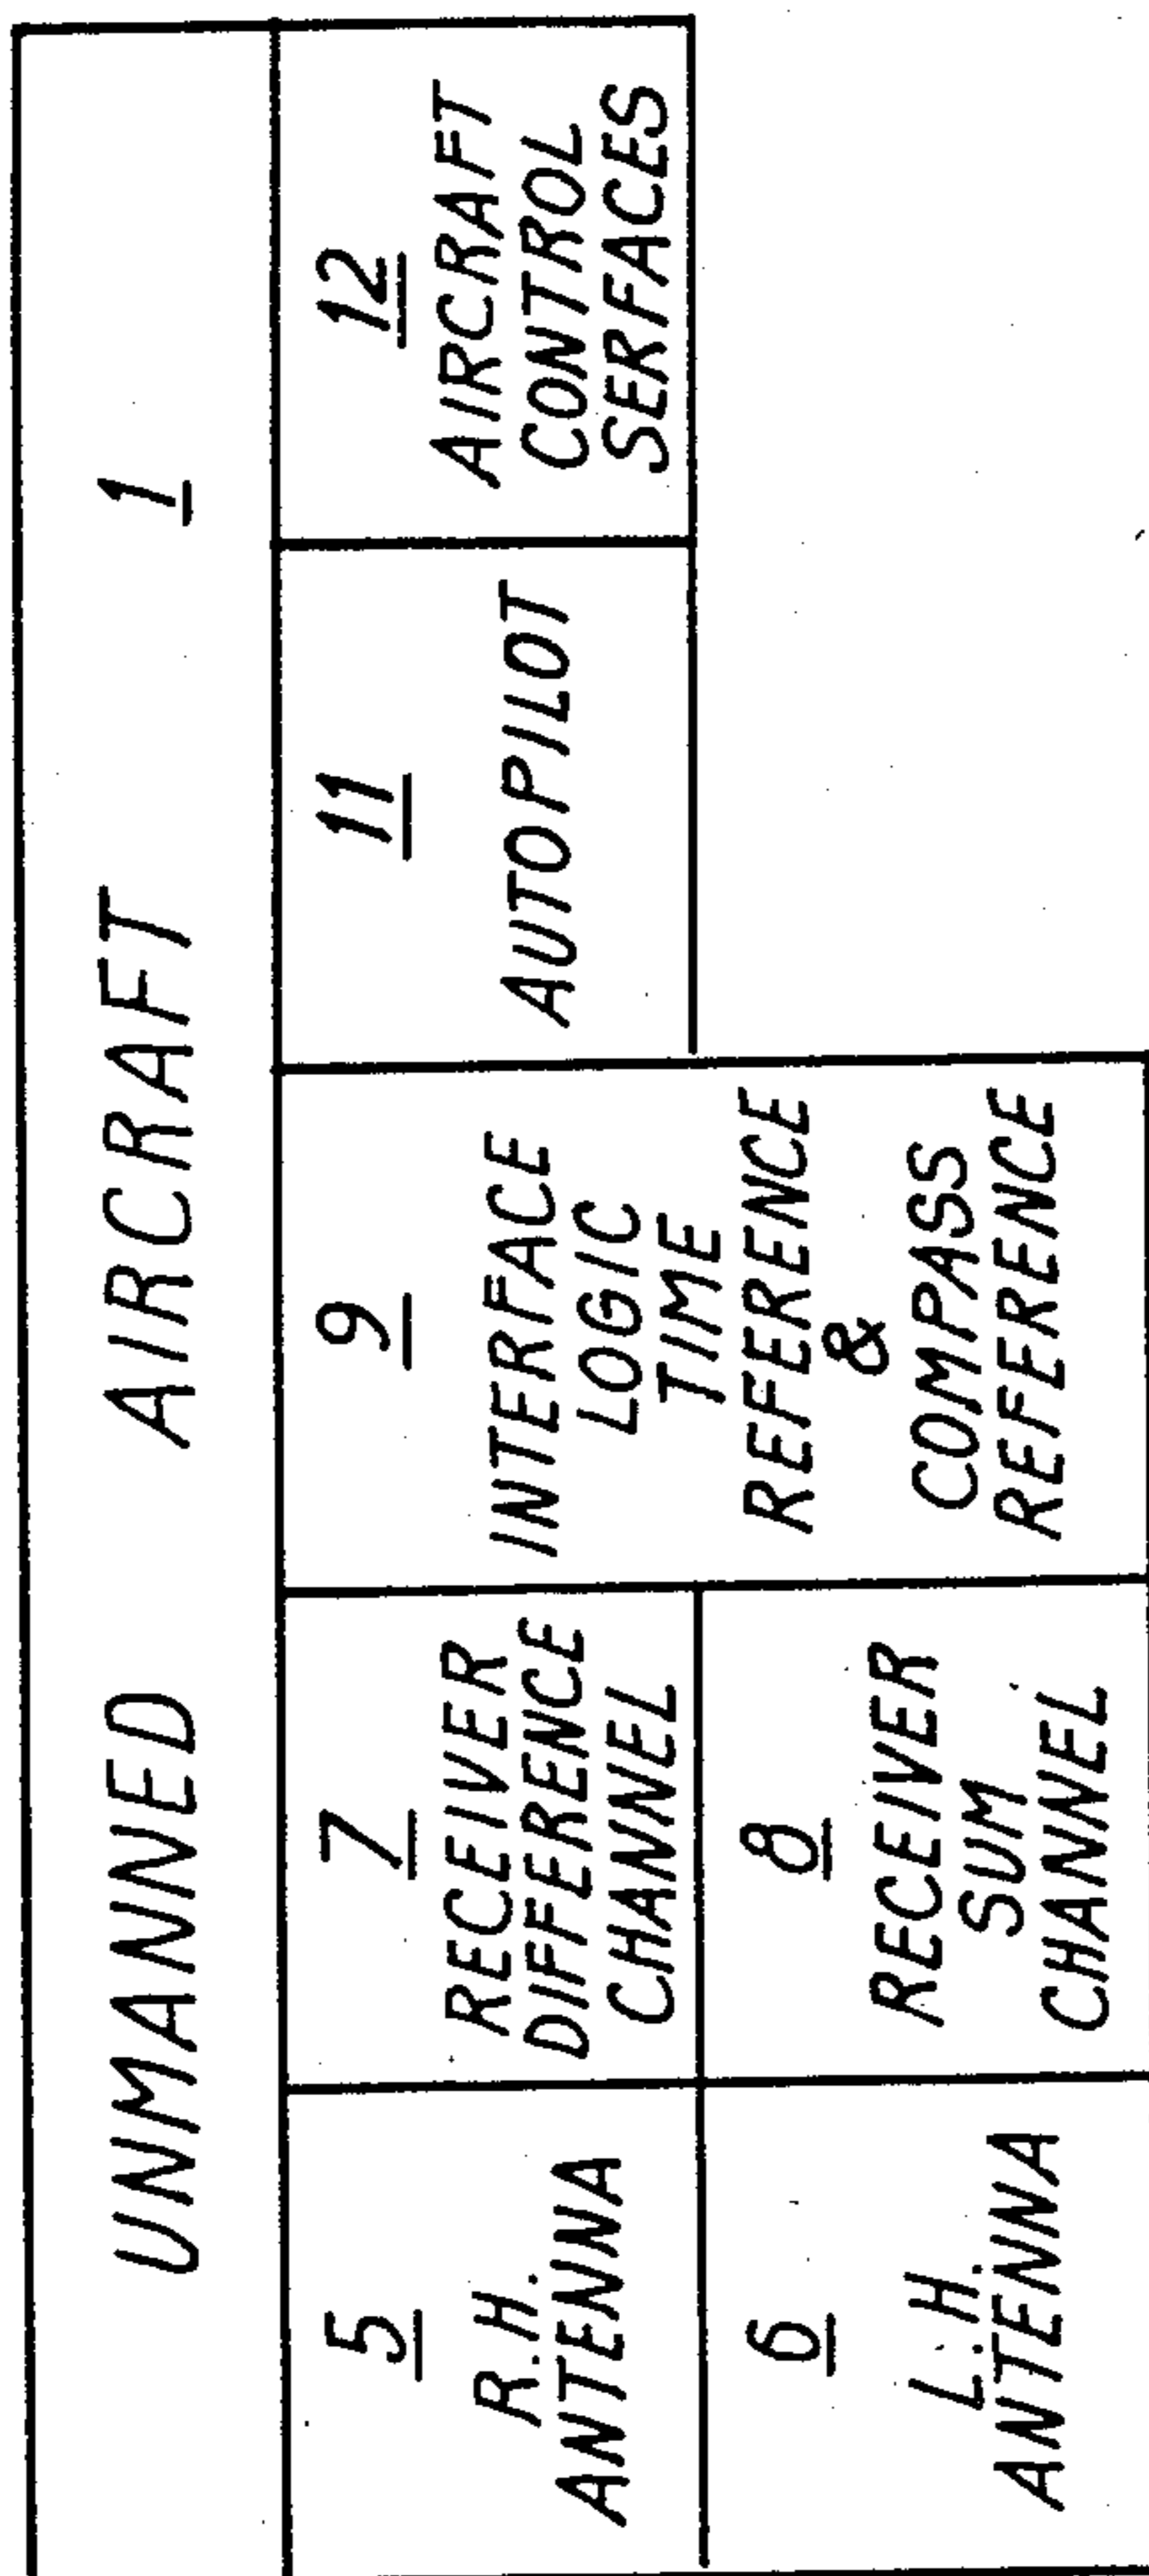 UNMANNED AIRCRAFT 1
5
R.H.
ANTENNA
7
RECEIVER
DIFFERENCE
CHANNEL
9
INTERFACE
LOGIC
TIME
REFERENCE
&
COMPASS
REFERENCE
11
AUTOPILOT
12
AIRCRAFT
CONTROL
SERFACES
6
L.H.
ANTENNA
8
RECEIVER
SUM
CHANNEL